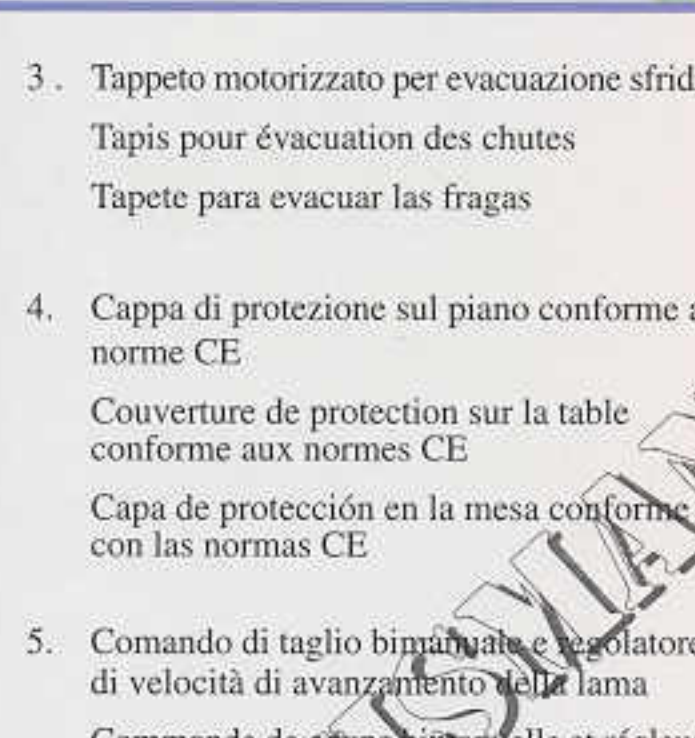 3. Tappeto motorizzato per evacuazione sfrid
Tapis pour évacuation des chutes
Tapete para evacuar las fragas
4. Cappa di protezione sul piano conforme a
norme CE
Couverture de protection sur la table
conforme aux normes CE
Capa de protección en la mesa conforme
con las normas CE
5. Comando di taglio bimanuale e regolatore
di velocità di avanzamento della lama